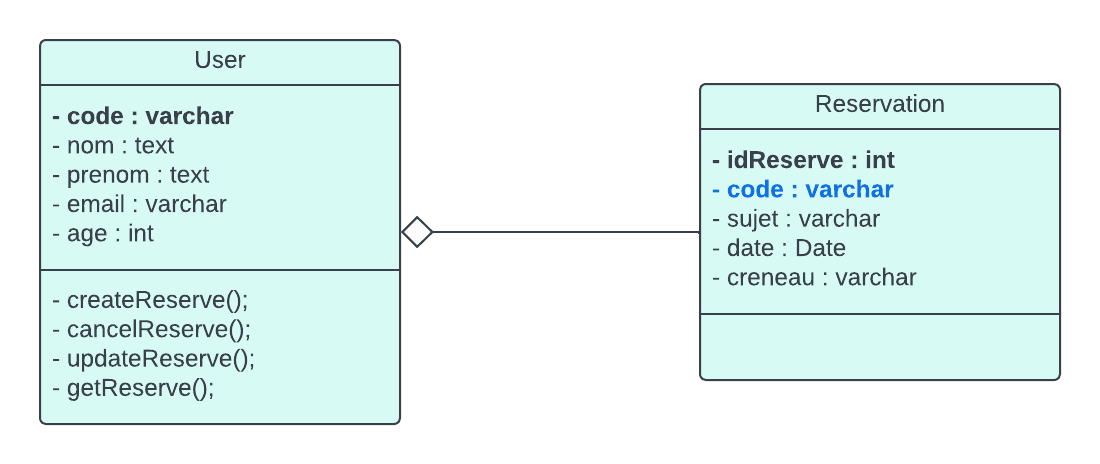 User
- code : varchar
- nom : text
- prenom : text
- email : varchar
- age : int
- createReserve();
- cancelReserve();
- updateReserve();
- getReserve();
Reservation
- idReserve : int
- code : varchar
- sujet : varchar
- date : Date
- creneau : varchar